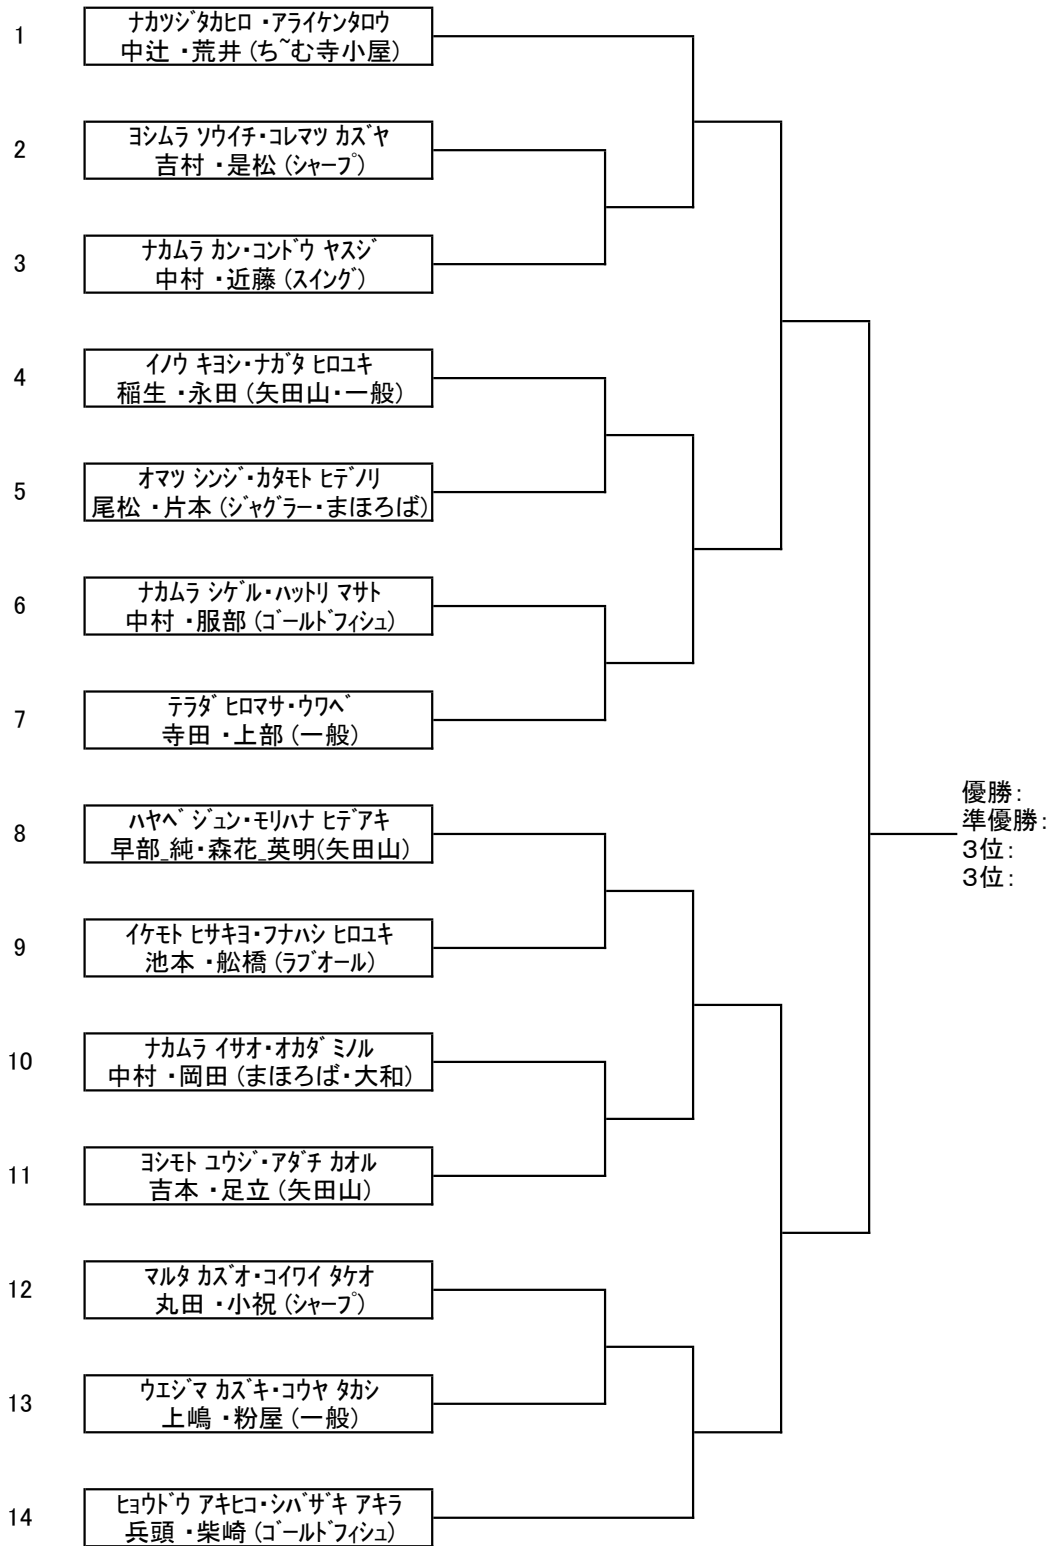 ﾅｶﾂｼﾞﾀｶﾋﾛ ・ｱﾗｲｹﾝﾀﾛｳ
1
中辻 ・荒井 (ち~む寺小屋)
ﾖｼﾑﾗ ｿｳｲﾁ・ｺﾚﾏﾂ ｶｽﾞﾔ
2
吉村 ・是松 (ｼｬｰﾌﾟ)
ﾅｶﾑﾗ ｶﾝ・ｺﾝﾄﾞｳ ﾔｽｼﾞ
3
中村 ・近藤 (ｽｲﾝｸﾞ)
ｲﾉｳ ｷﾖｼ・ﾅｶﾞﾀ ﾋﾛﾕｷ
4
稲生 ・永田 (矢田山・一般)
ｵﾏﾂ ｼﾝｼﾞ・ｶﾀﾓﾄ ﾋﾃﾞﾉﾘ
5
尾松 ・片本 (ｼﾞｬｸﾞﾗｰ・まほろば)
ﾅｶﾑﾗ ｼｹﾞﾙ・ﾊｯﾄﾘ ﾏｻﾄ
6
中村 ・服部 (ｺﾞｰﾙﾄﾞﾌｨｼｭ)
ﾃﾗﾀﾞ ﾋﾛﾏｻ・ｳﾜﾍﾞ
7
寺田 ・上部 (一般)
ﾊﾔﾍﾞ ｼﾞｭﾝ・ﾓﾘﾊﾅ ﾋﾃﾞｱｷ
8
早部_純・森花_英明(矢田山)
優勝：
準優勝：
３位：
３位：
ｲｹﾓﾄ ﾋｻｷﾖ・ﾌﾅﾊｼ ﾋﾛﾕｷ
9
池本 ・舩橋 (ﾗﾌﾞｵｰﾙ)
ﾅｶﾑﾗ ｲｻｵ・ｵｶﾀﾞ ﾐﾉﾙ
10
中村 ・岡田 (まほろば・大和)
ﾖｼﾓﾄ ﾕｳｼﾞ・ｱﾀﾞﾁ ｶｵﾙ
11
吉本 ・足立 (矢田山)
ﾏﾙﾀ ｶｽﾞｵ・ｺｲﾜｲ ﾀｹｵ
12
丸田 ・小祝 (ｼｬｰﾌﾟ)
ｳｴｼﾞﾏ ｶｽﾞｷ・ｺｳﾔ ﾀｶｼ
13
上嶋 ・粉屋 (一般)
ﾋｮｳﾄﾞｳ ｱｷﾋｺ・ｼﾊﾞｻﾞｷ ｱｷﾗ
14
兵頭 ・柴崎 (ｺﾞｰﾙﾄﾞﾌｨｼｭ)